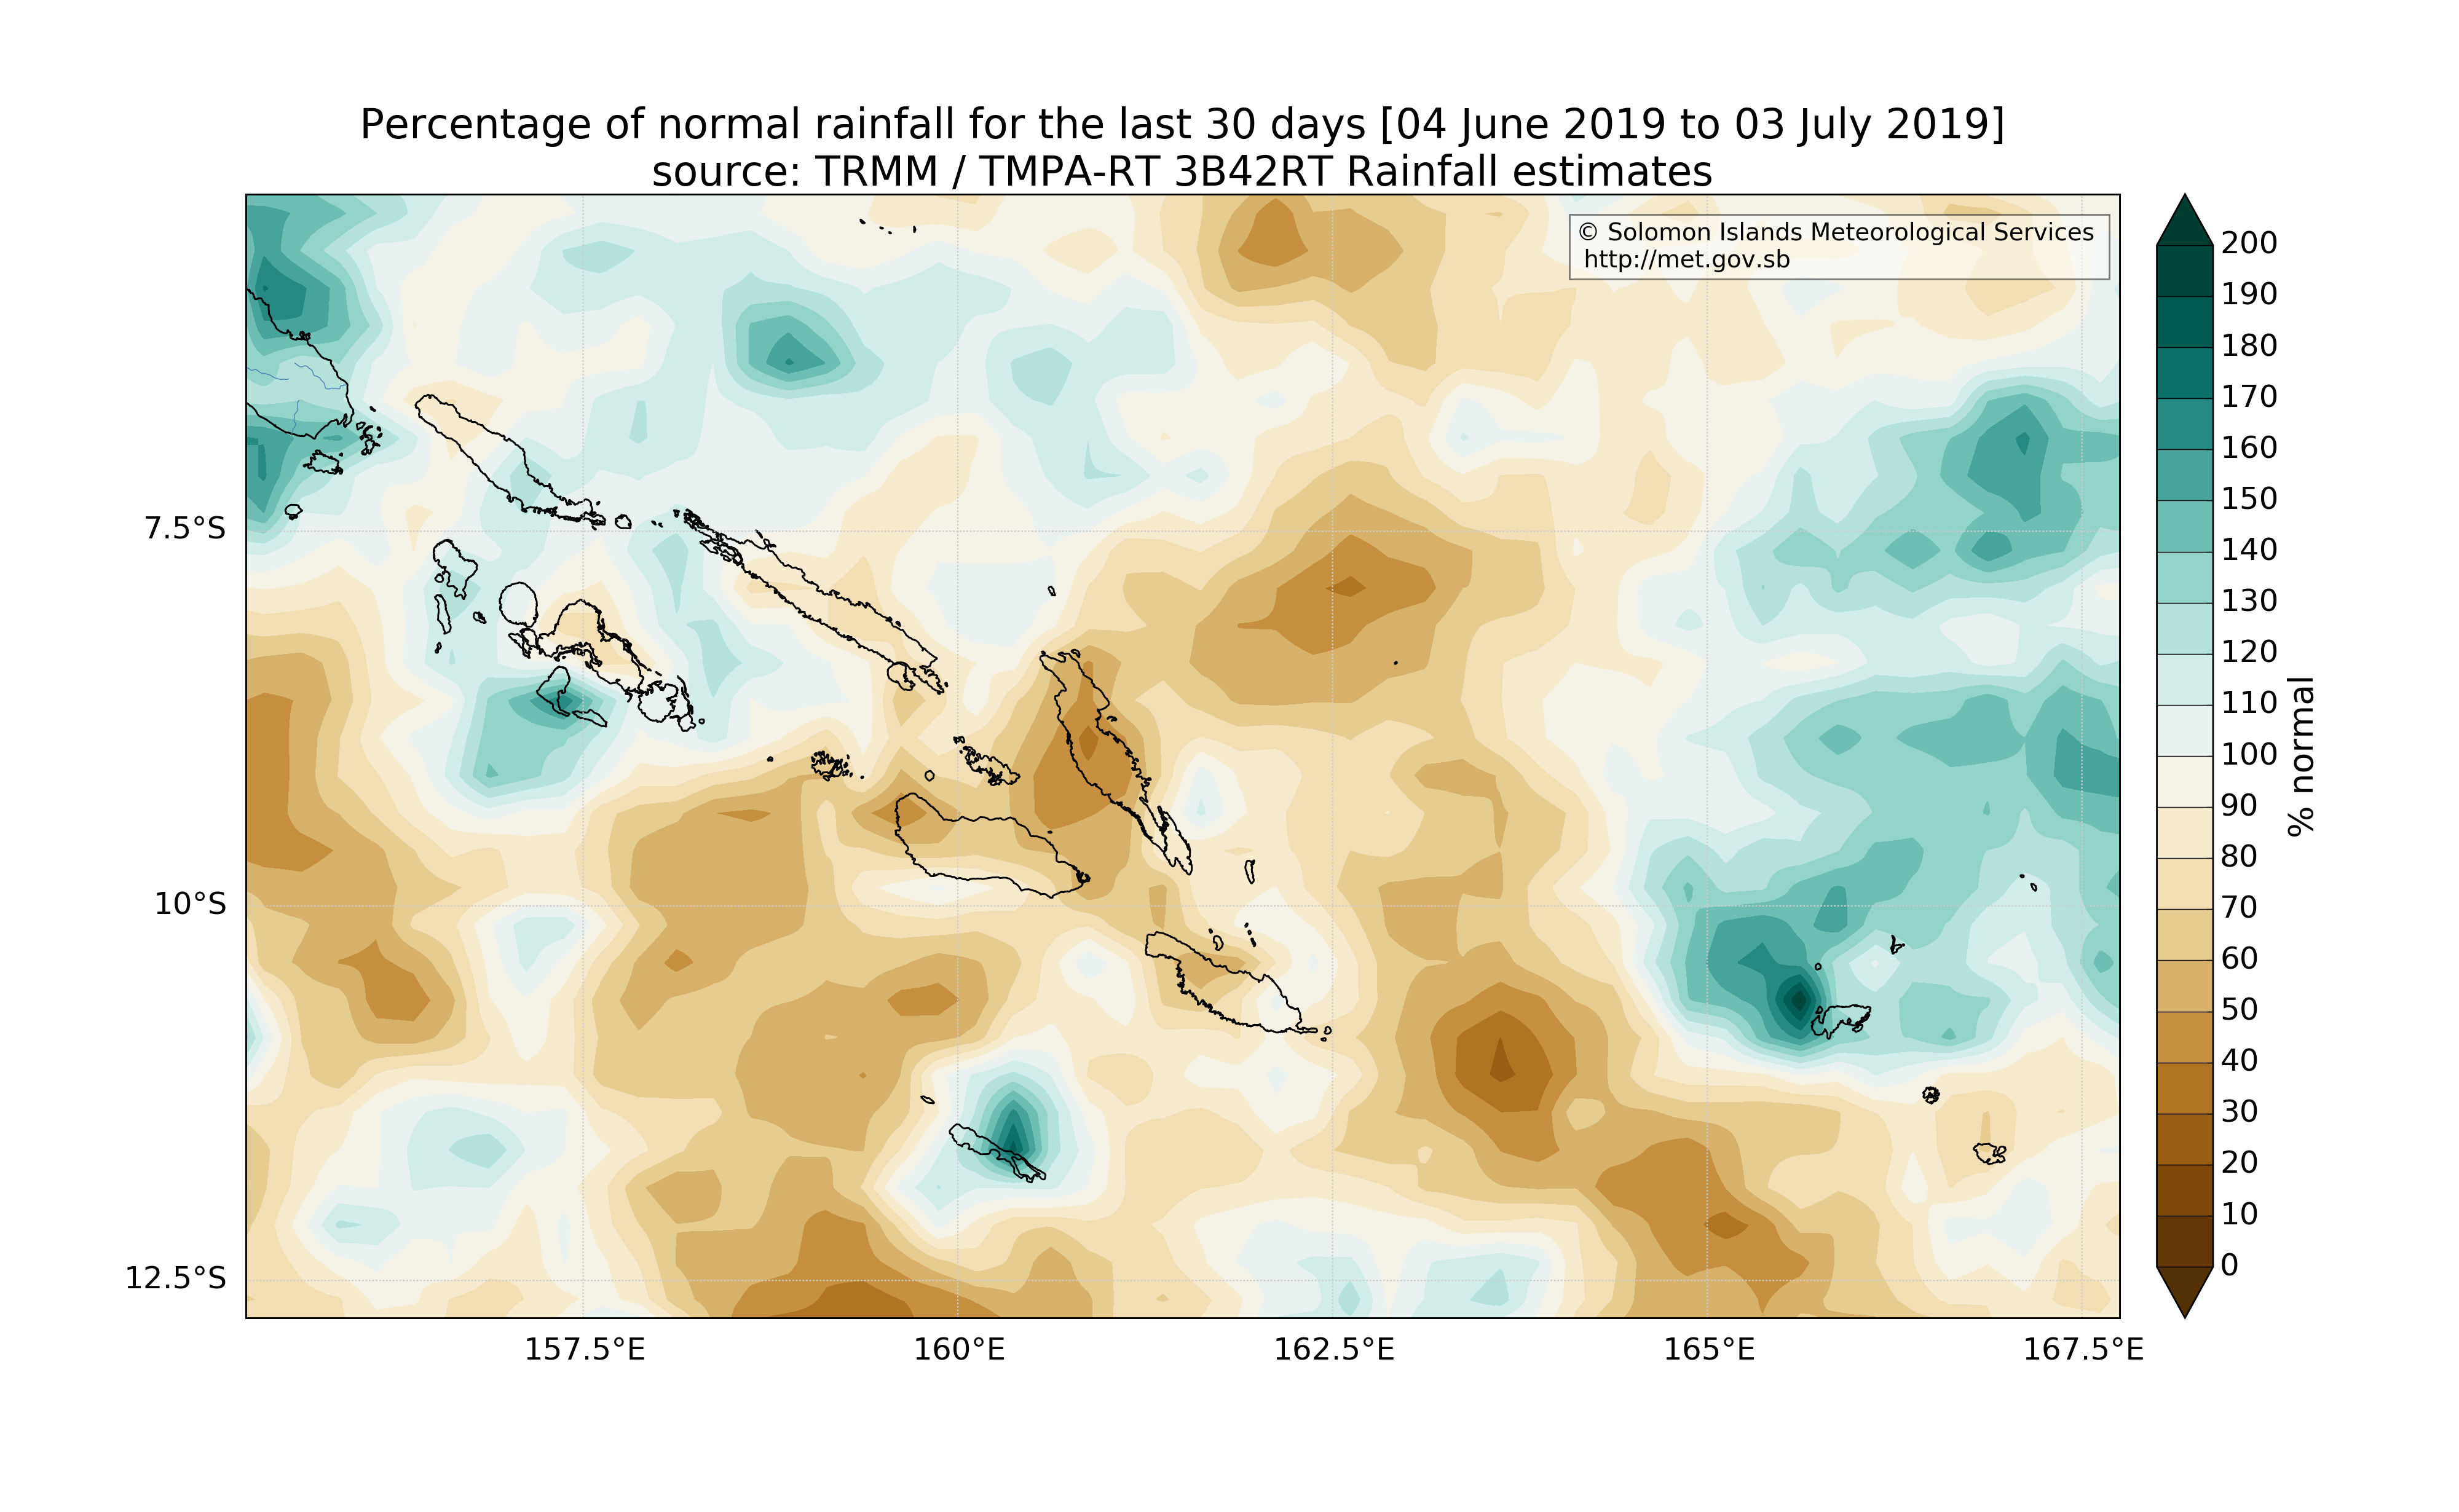 Percentage of normal rainfall for the last 30 days [04 June 2019 to 03 July 2019]
source: TRMM / TMPA-RT 3B42RT Rainfall estimates
© Solomon Islands Meteorological Services
http://met.gov.sb
7.5°S
10°S
12.5°S
157.5°E
160°E
162.5°E
165°E
167.5°E
200
190
180
170
160
150
140
130
120
110
100
90
80
70
60
50
40
30
20
10
0
% normal